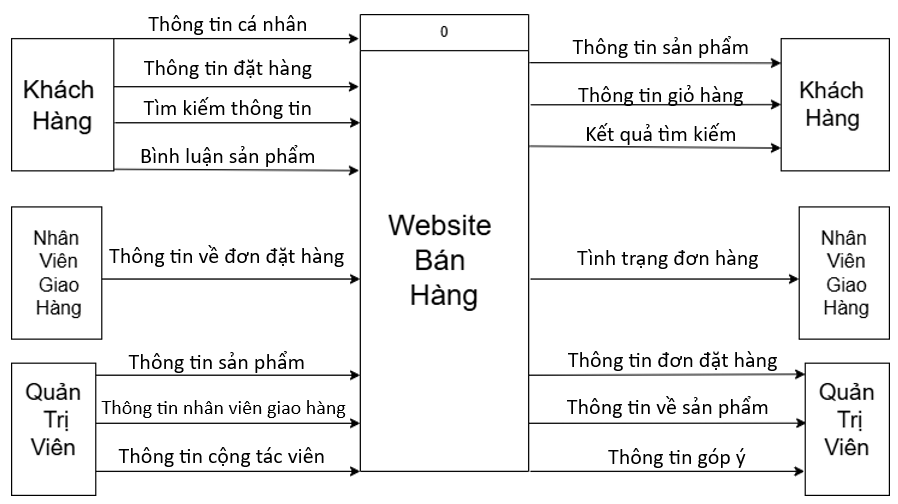 Thông tin cá nhân
Thông tin đặt hàng
Tìm kiếm thông tin
Bình luận sản phẩm
Khách
Hàng
0
Website
Bán
Hàng
Thông tin sản phẩm
Thông tin giỏ hàng
Kết quả tìm kiếm
Khách
Hàng
Nhân
Viên
Giao
Hàng
Thông tin về đơn đặt hàng
Tình trạng đơn hàng
Nhân
Viên
Giao
Hàng
Quản
Trị
Viên
Thông tin sản phẩm
Thông tin nhân viên giao hàng
Thông tin cộng tác viên
Thông tin đơn đặt hàng
Thông tin về sản phẩm
Thông tin góp ý
Quản
Trị
Viên